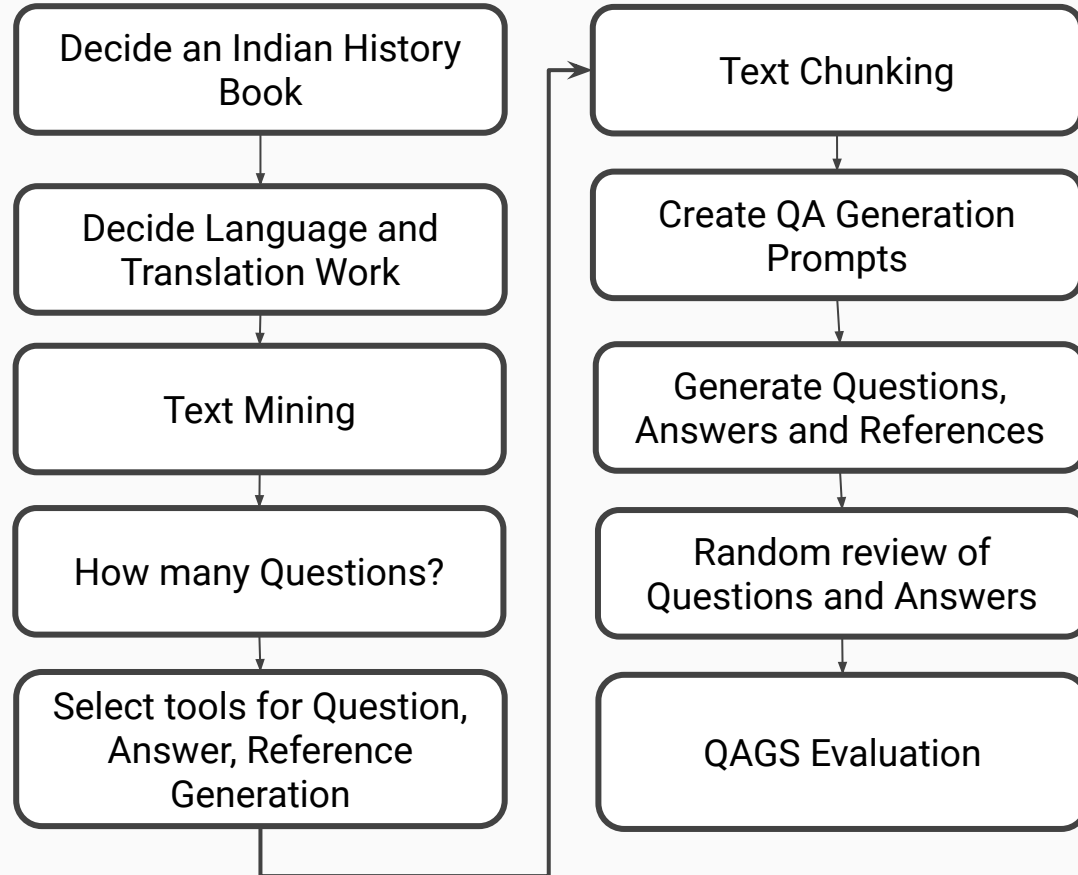 Decide an Indian History
Book
Decide Language and
Translation Work
Text Mining
How many Questions?
Select tools for Question,
Answer, Reference
Generation
Text Chunking
Create QA Generation
Prompts
Generate Questions,
Answers and References
Random review of
Questions and Answers
QAGS Evaluation